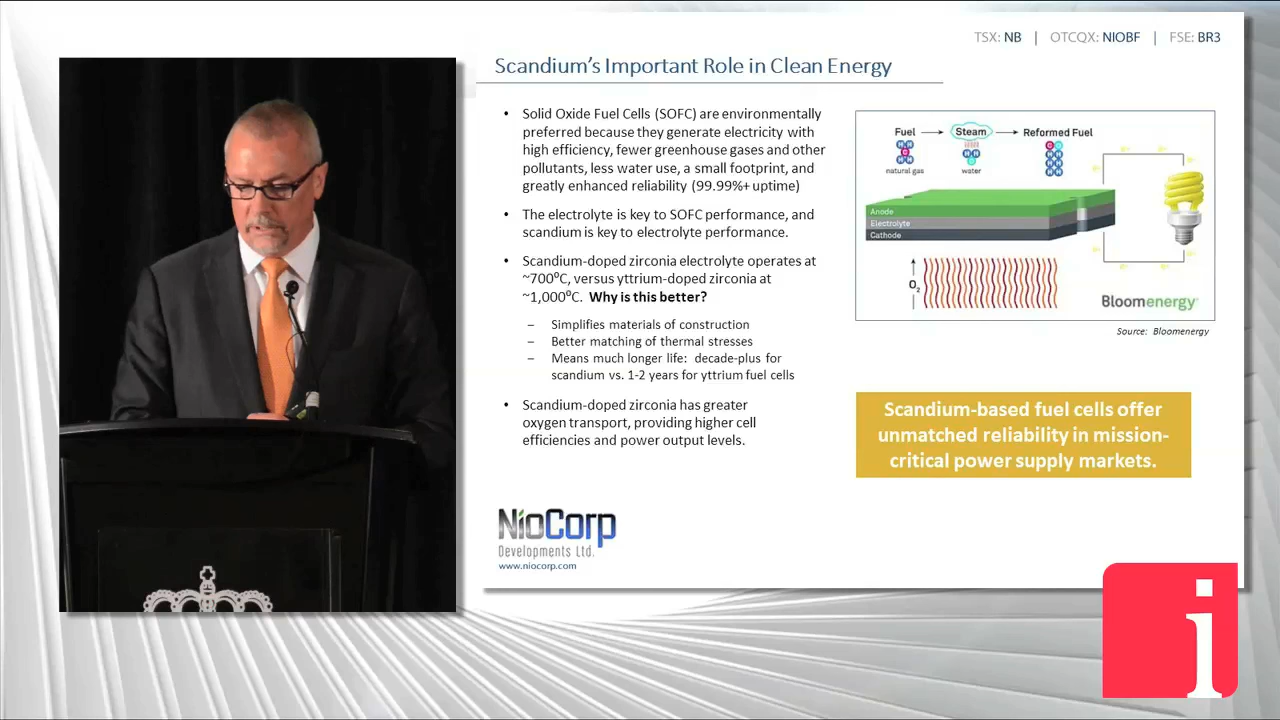 TSX: NB | OTCQX: NIOBF | FSE: BR3
Scandium's Important Role in Clean Energy
• Solid Oxide Fuel Cells (SOFC) are environmentally
preferred because they generate electricity with
high efficiency, fewer greenhouse gases and other
pollutants, less water use, a small footprint, and
greatly enhanced reliability (99.99%+ uptime)
• The electrolyte is key to SOFC performance, and
scandium is key to electrolyte performance.
• Scandium-doped zirconia electrolyte operates at
~700⁰C, versus yttrium-doped zirconia at
~1,000⁰C. Why is this better?
– Simplifies materials of construction
– Better matching of thermal stresses
– Means much longer life: decade-plus for
scandium vs. 1-2 years for yttrium fuel cells
• Scandium-doped zirconia has greater
oxygen transport, providing higher cell
efficiencies and power output levels.
Fuel Steam Reformed Fuel
natural gas water
Anode
Electrolyte
Cathode
O₂
Bloomenergy
Source: Bloomenergy
Scandium-based fuel cells offer
unmatched reliability in mission-
critical power supply markets.
NioCorp
Developments Ltd.
www.niocorp.com
i